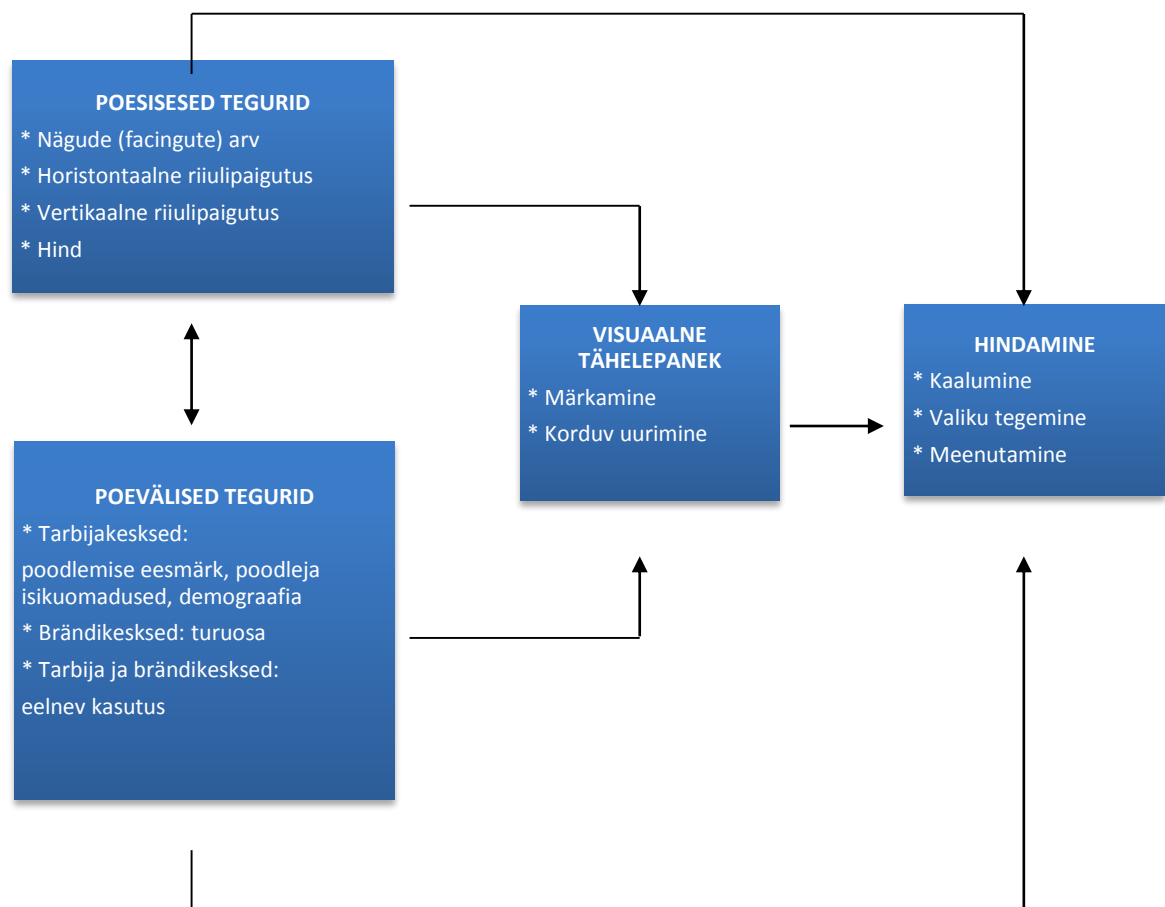 POESISESED TEGURID
* Nägude (facingute) arv
* Horistontaalne riiulipaigutus
* Vertikaalne riiulipaigutus
* Hind
VISUAALNE
TÄHELEPANEK
* Märkamine
* Korduv uurimine
HINDAMINE
* Kaalumine
* Valiku tegemine
* Meenutamine
POEVÄLISED TEGURID
* Tarbijakesksed:
poodlemise eesmärk, poodleja
isikuomadused, demograafia
* Brändikesksed: turuosa
* Tarbija ja brändikesksed:
eelnev kasutus